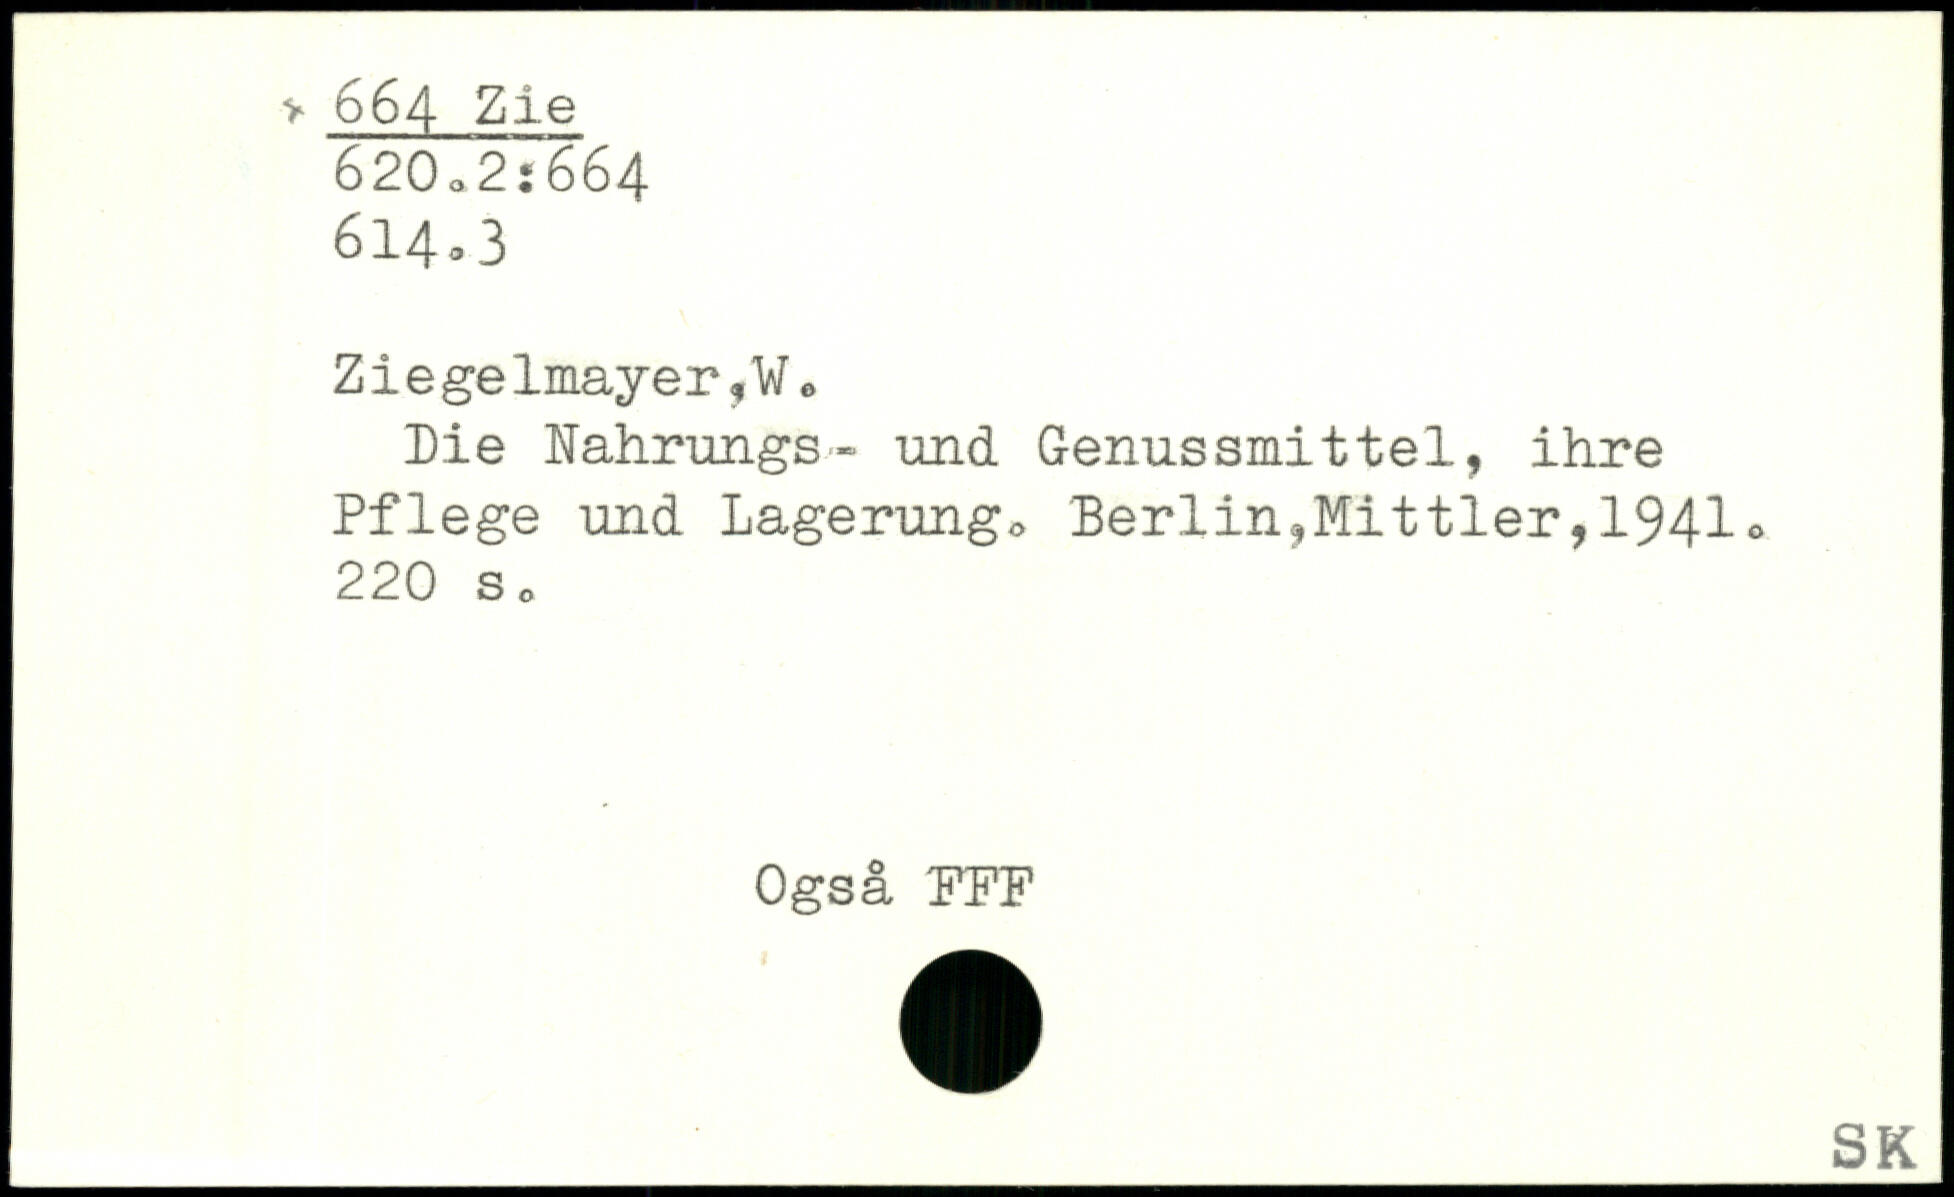 664 Zie
620.2:664
614.3
Ziegelmayer,W.
Die Nahrungs- und Genussmittel, ihre
Pflege und Lagerung. Berlin,Mittler,1941.
220 s.
Også FFF
SK